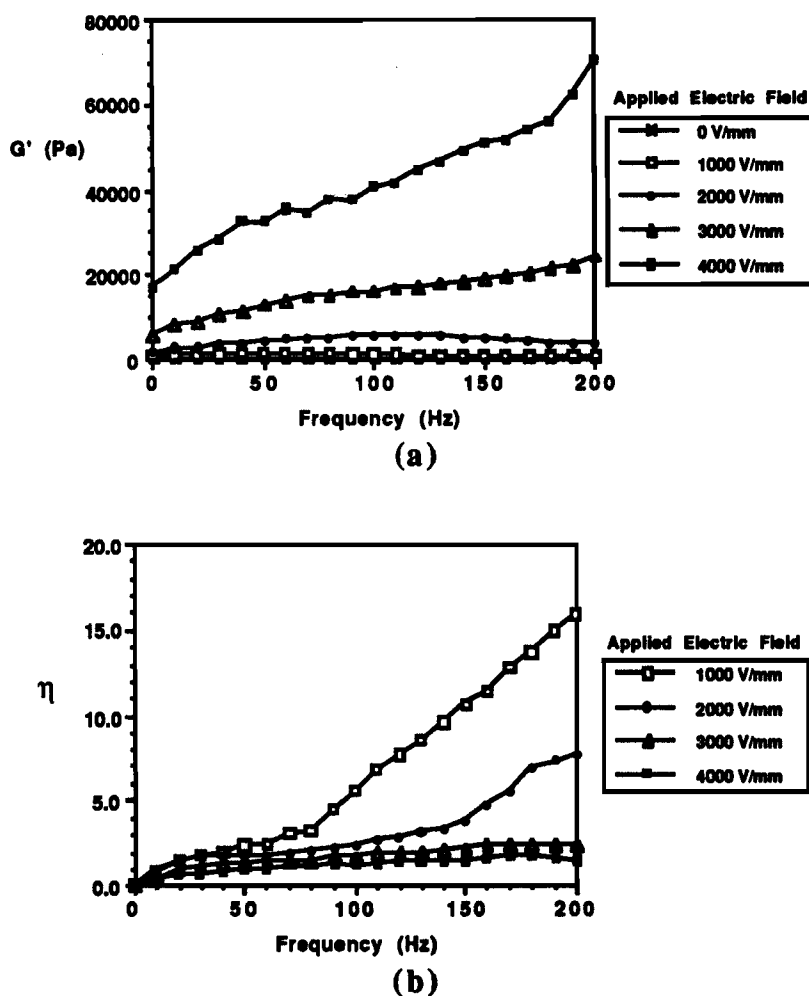 80000
60000
G' (Pa)
40000
20000
0
0 50 100 150 200
Frequency (Hz)
Applied Electric Field
0 V/mm
1000 V/mm
2000 V/mm
3000 V/mm
4000 V/mm
(a)
20.0
15.0
η
10.0
5.0
0.0
0 50 100 150 200
Frequency (Hz)
Applied Electric Field
1000 V/mm
2000 V/mm
3000 V/mm
4000 V/mm
(b)